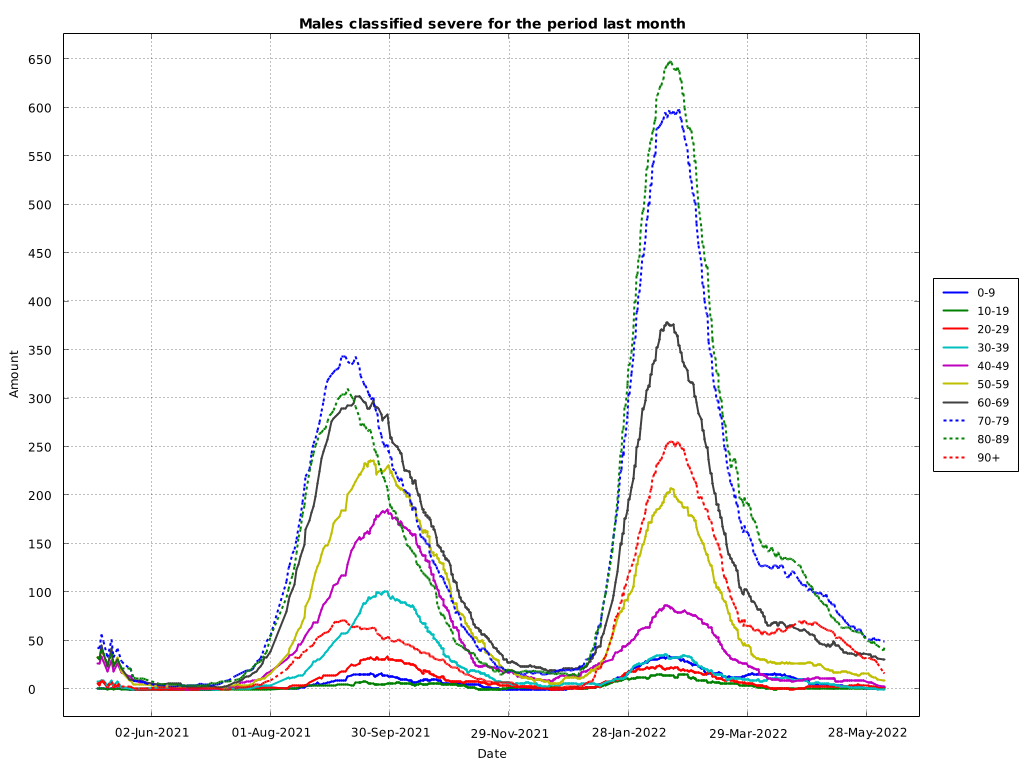 Males classified severe for the period last month
650
600
550
500
450
400
350
300
250
200
150
100
50
0
Amount
02-Jun-2021
01-Aug-2021
30-Sep-2021
29-Nov-2021
28-Jan-2022
29-Mar-2022
28-May-2022
Date
0-9
10-19
20-29
30-39
40-49
50-59
60-69
70-79
80-89
90+